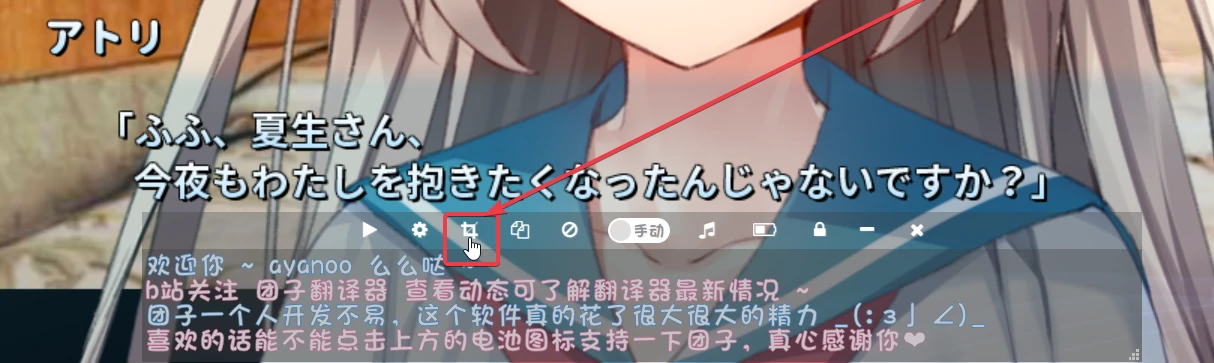 アトリ
「ふふ、夏生さん、
今夜もわたしを抱きたくなったんじゃないですか？」
手动
欢迎你 ~ ayanoo 么么哒 ~
b站关注 团子翻译器 查看动态可了解翻译器最新情况 ~
团子一个人开发不易，这个软件真的花了很大很大的精力 _(:з」∠)_
喜欢的话能不能点击上方的电池图标支持一下团子，真心感谢你❤